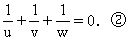 1/u + 1/v + 1/w = 0. ②